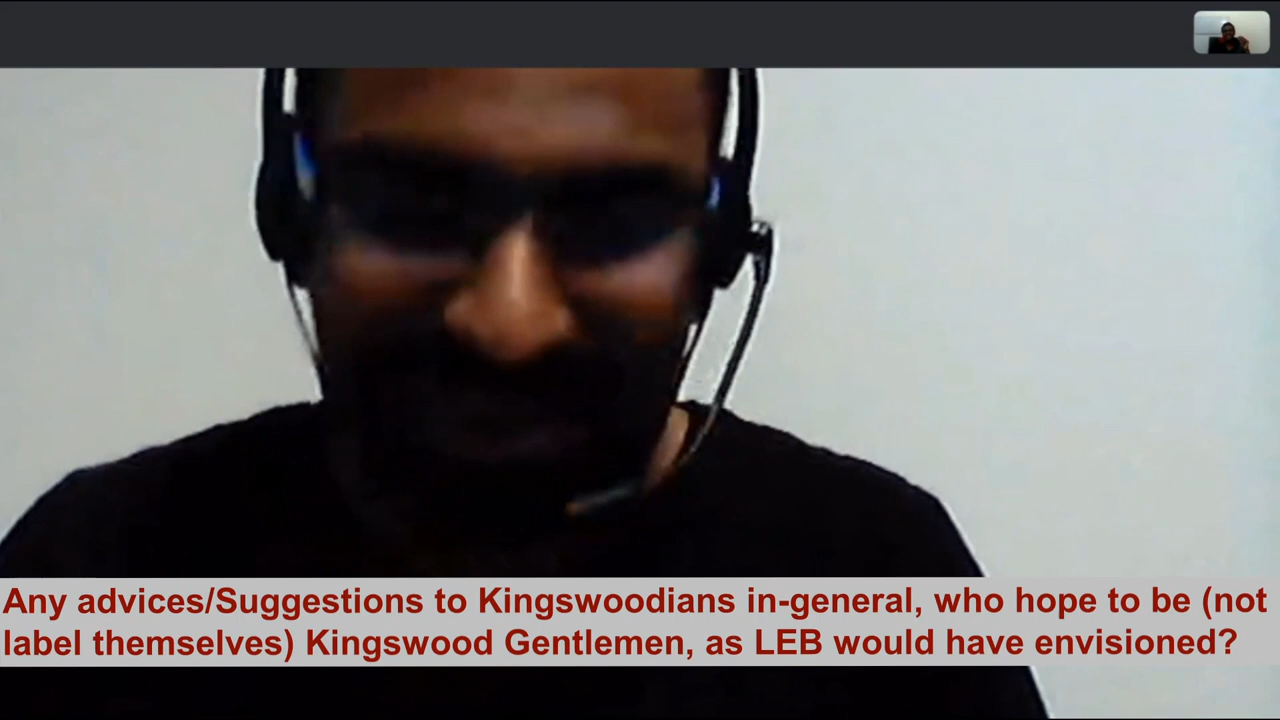 Any advices/Suggestions to Kingswoodians in-general, who hope to be (not
label themselves) Kingswood Gentlemen, as LEB would have envisioned?